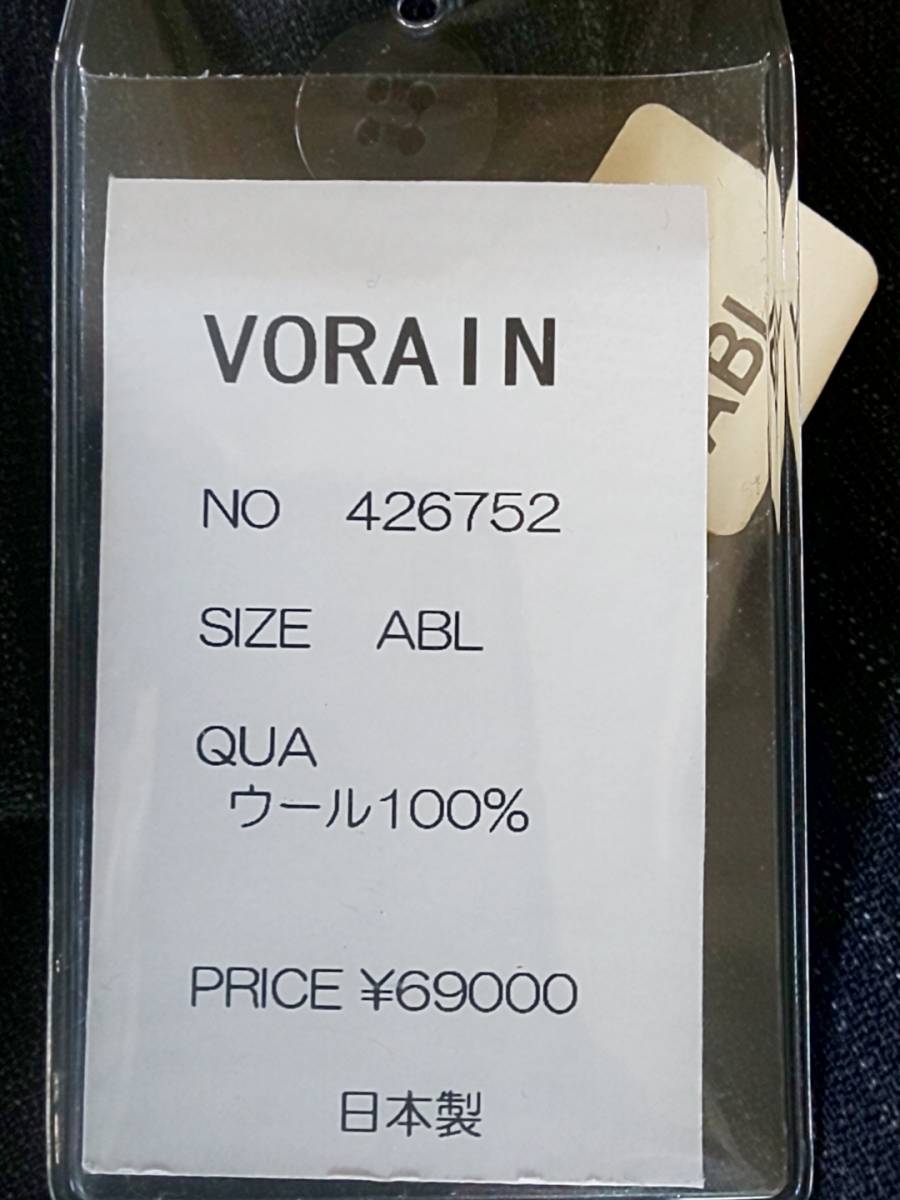 VORAIN
NO 426752
SIZE ABL
QUA
ウール100%
PRICE ¥69000
日本製
ABL